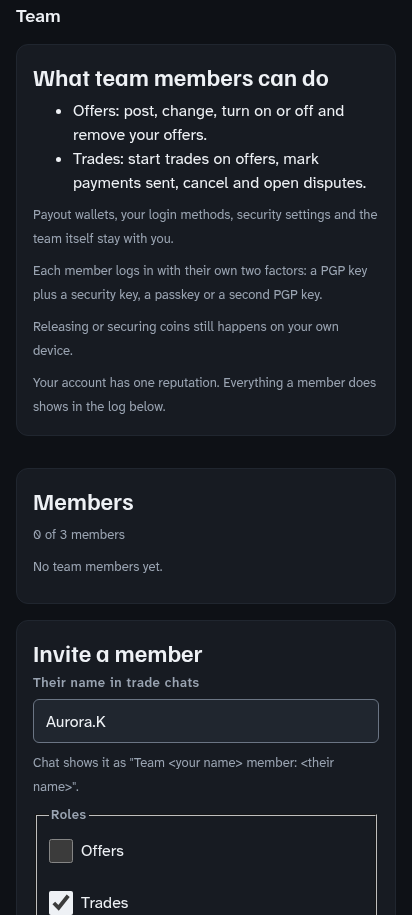 Team
What team members can do
• Offers: post, change, turn on or off and
remove your offers.
• Trades: start trades on offers, mark
payments sent, cancel and open disputes.
Payout wallets, your login methods, security settings and the
team itself stay with you.
Each member logs in with their own two factors: a PGP key
plus a security key, a passkey or a second PGP key.
Releasing or securing coins still happens on your own
device.
Your account has one reputation. Everything a member does
shows in the log below.
Members
0 of 3 members
No team members yet.
Invite a member
Their name in trade chats
Aurora.K
Chat shows it as "Team <your name> member: <their
name>".
Roles
Offers
Trades